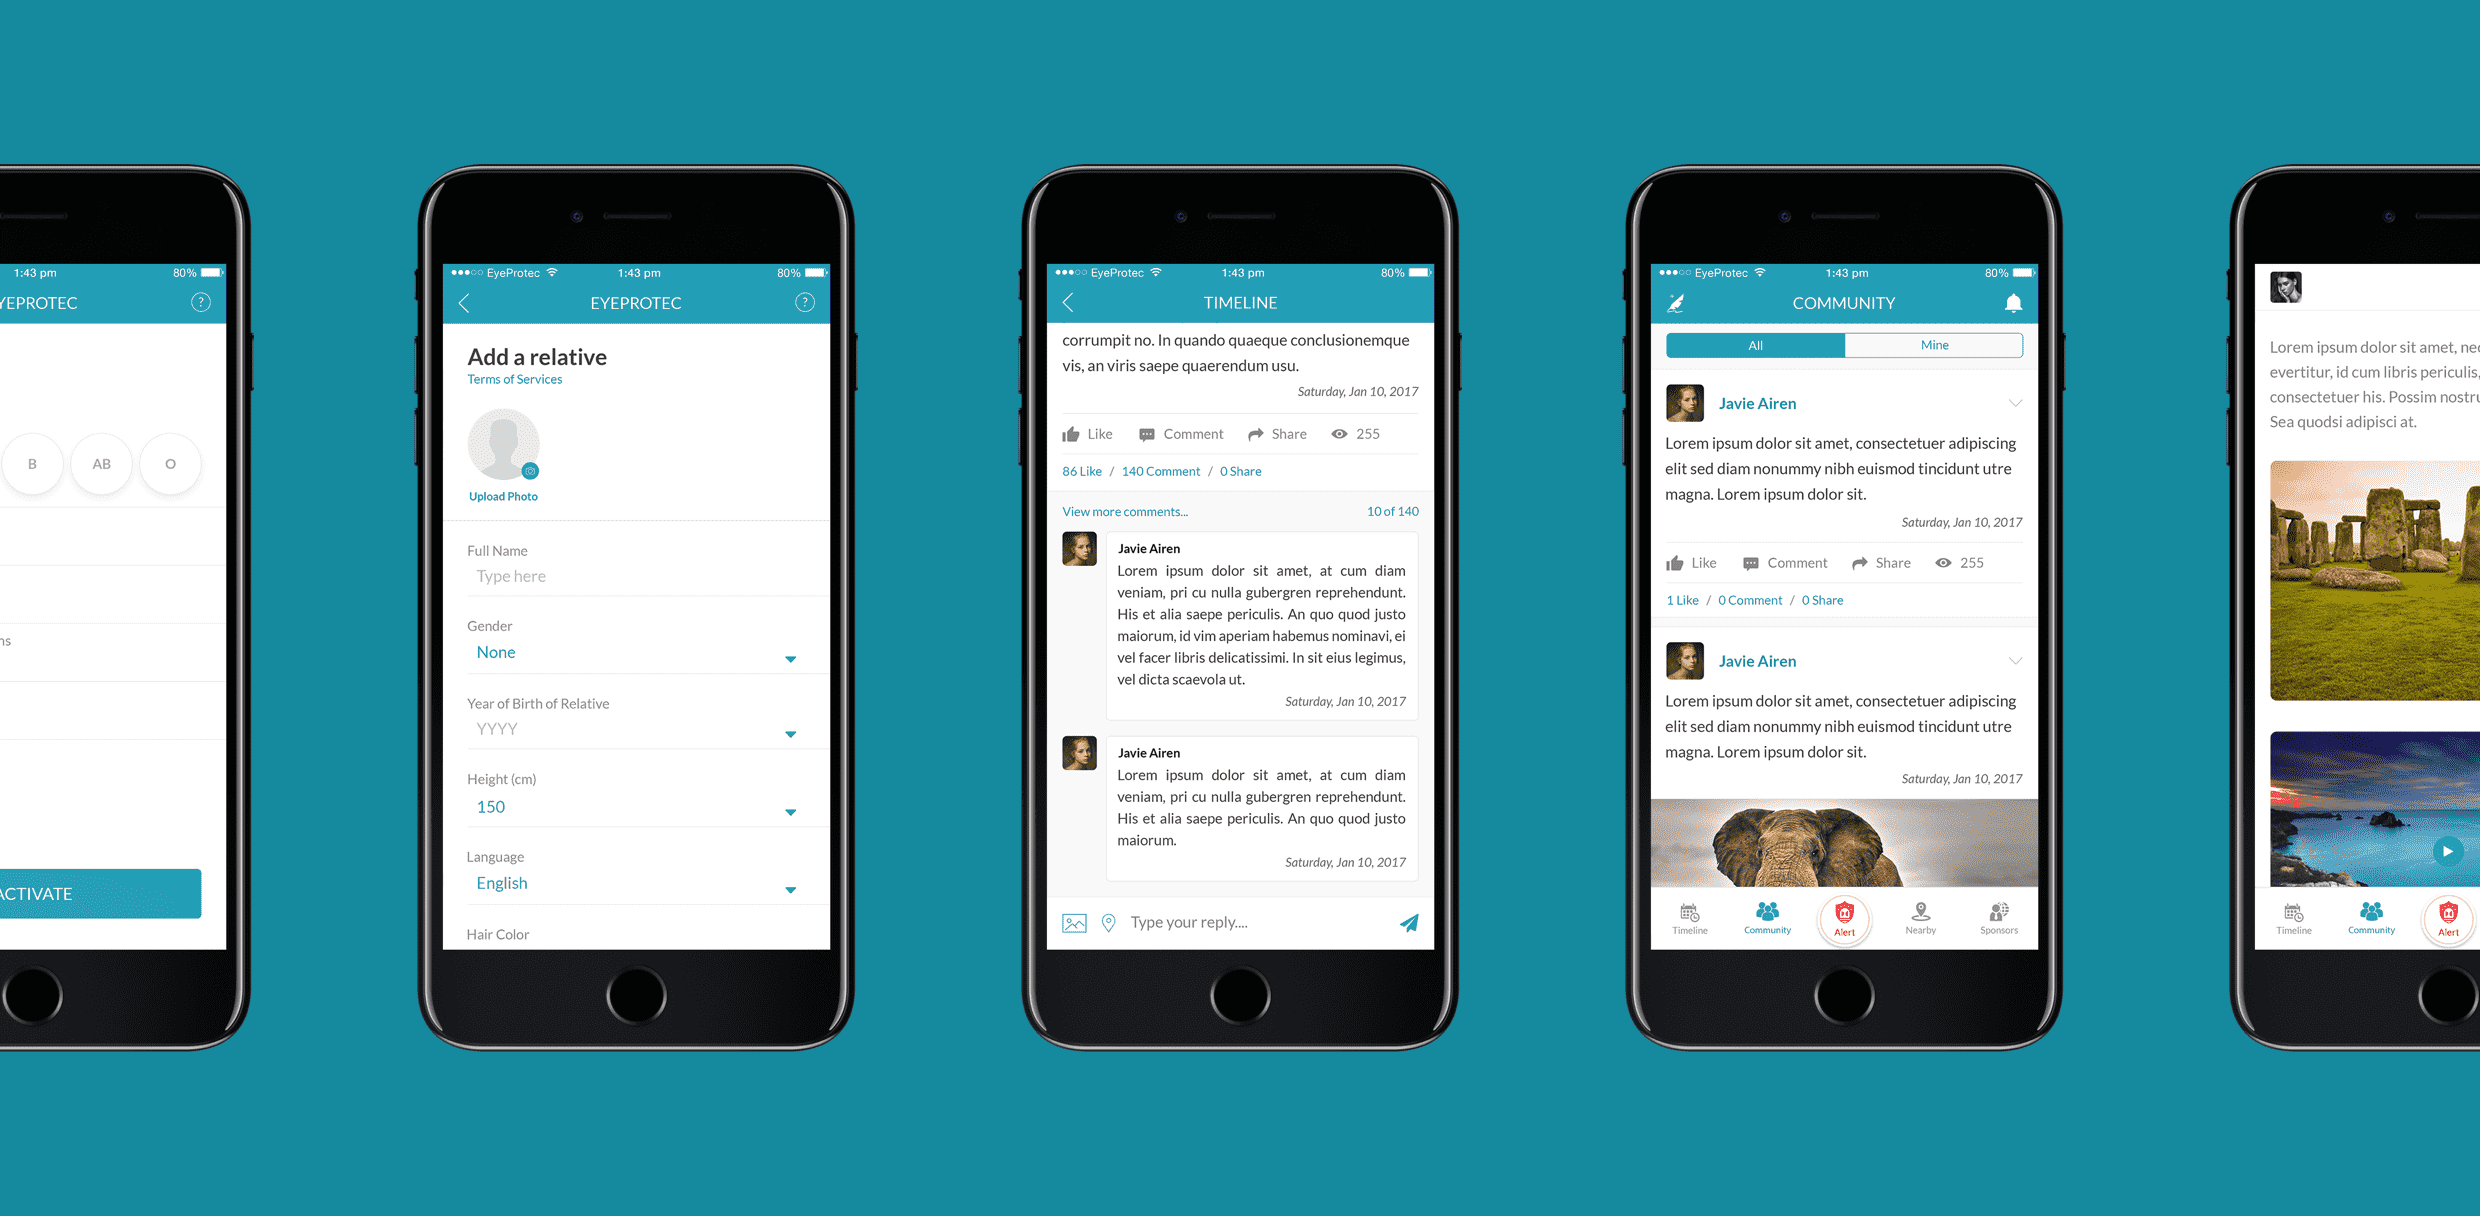 1:43 pm 80%
YEPROTEC ?
B AB O
ns
ACTIVATE
EyeProtec 1:43 pm 80%
EYEPROTEC ?
Add a relative
Terms of Services
Upload Photo
Full Name
Type here
Gender
None
Year of Birth of Relative
YYYY
Height (cm)
150
Language
English
Hair Color
EyeProtec 1:43 pm 80%
TIMELINE
corrumpit no. In quando quaeque conclusionemque
vis, an viris saepe quaerendum usu.
Saturday, Jan 10, 2017
Like Comment Share 255
86 Like / 140 Comment / 0 Share
View more comments... 10 of 140
Javie Airen
Lorem ipsum dolor sit amet, at cum diam
veniam, pri cu nulla gubergren reprehendunt.
His et alia saepe periculis. An quo quod justo
maiorum, id vim aperiam habemus nominavi, ei
vel facer libris delicatissimi. In sit eius legimus,
vel dicta scaevola ut.
Saturday, Jan 10, 2017
Javie Airen
Lorem ipsum dolor sit amet, at cum diam
veniam, pri cu nulla gubergren reprehendunt.
His et alia saepe periculis. An quo quod justo
maiorum.
Saturday, Jan 10, 2017
Type your reply....
EyeProtec 1:43 pm 80%
COMMUNITY
All Mine
Javie Airen
Lorem ipsum dolor sit amet, consectetuer adipiscing
elit sed diam nonummy nibh euismod tincidunt utre
magna. Lorem ipsum dolor sit.
Saturday, Jan 10, 2017
Like Comment Share 255
1 Like / 0 Comment / 0 Share
Javie Airen
Lorem ipsum dolor sit amet, consectetuer adipiscing
elit sed diam nonummy nibh euismod tincidunt utre
magna. Lorem ipsum dolor sit.
Saturday, Jan 10, 2017
Timeline Community Alert Nearby Sponsors
Lorem ipsum dolor sit amet, nec
evertitur, id cum libris periculis,
consectetuer his. Possim nostru
Sea quodsi adipisci at.
Timeline Community Alert